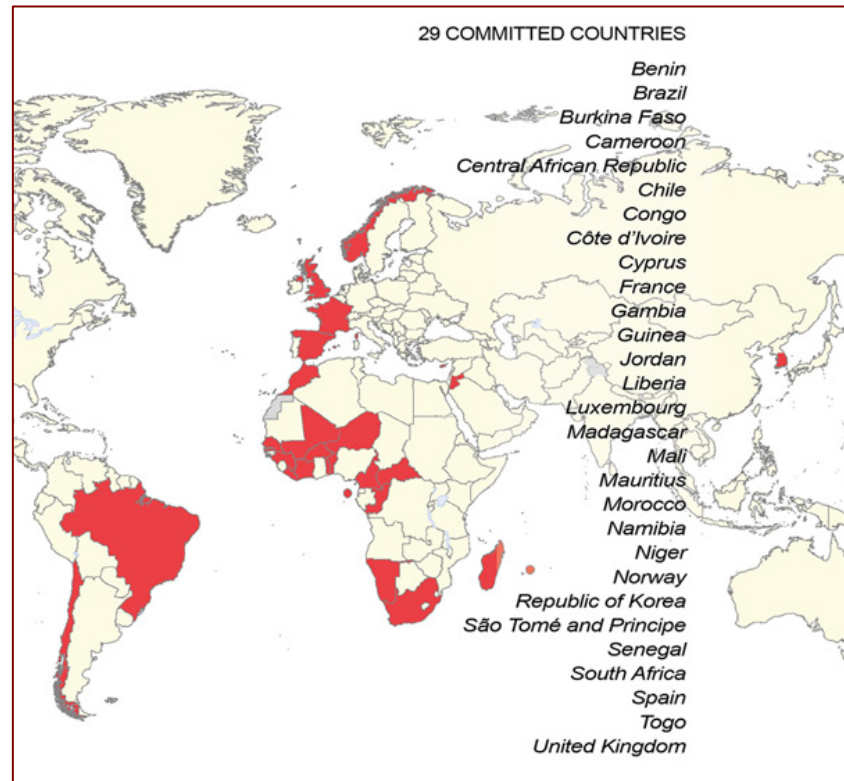 29 COMMITTED COUNTRIES
Benin
Brazil
Burkina Faso
Cameroon
Central African Republic
Chile
Congo
Côte d'Ivoire
Cyprus
France
Gambia
Guinea
Jordan
Liberia
Luxembourg
Madagascar
Mali
Mauritius
Morocco
Namibia
Niger
Norway
Republic of Korea
São Tomé and Principe
Senegal
South Africa
Spain
Togo
United Kingdom